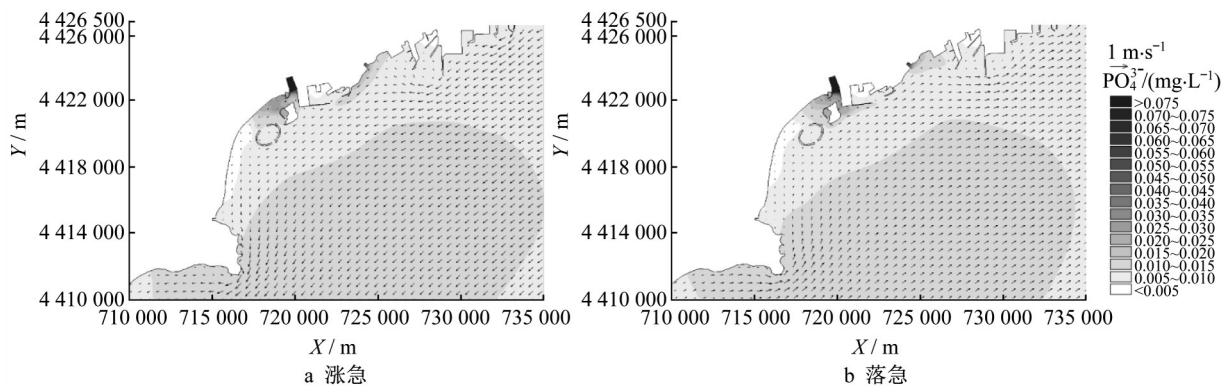 4 426 500
4 426 000
4 422 000
4 418 000
4 414 000
4 410 000
Y / m
710 000 715 000 720 000 725 000 730 000 735 000
X / m
a 涨急
4 426 500
4 426 000
4 422 000
4 418 000
4 414 000
4 410 000
Y / m
710 000 715 000 720 000 725 000 730 000 735 000
X / m
b 落急
1 m·s⁻¹
PO₄³⁻/(mg·L⁻¹)
>0.075
0.070~0.075
0.065~0.070
0.060~0.065
0.055~0.060
0.050~0.055
0.045~0.050
0.040~0.045
0.035~0.040
0.030~0.035
0.025~0.030
0.020~0.025
0.015~0.020
0.010~0.015
0.005~0.010
<0.005